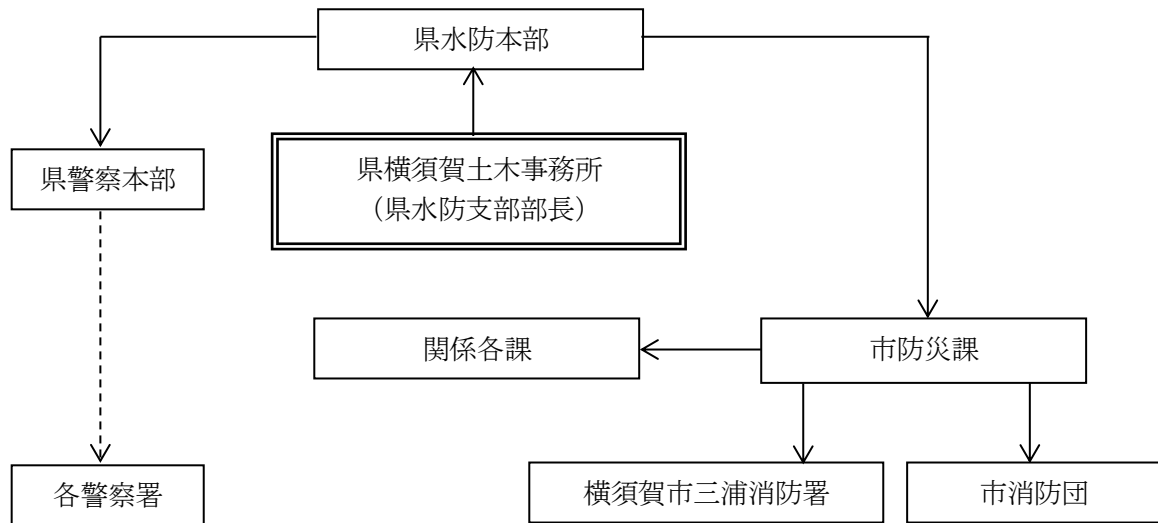 県水防本部
県横須賀土木事務所
（県水防支部部長）
県警察本部
関係各課
市防災課
各警察署
横須賀市三浦消防署
市消防団